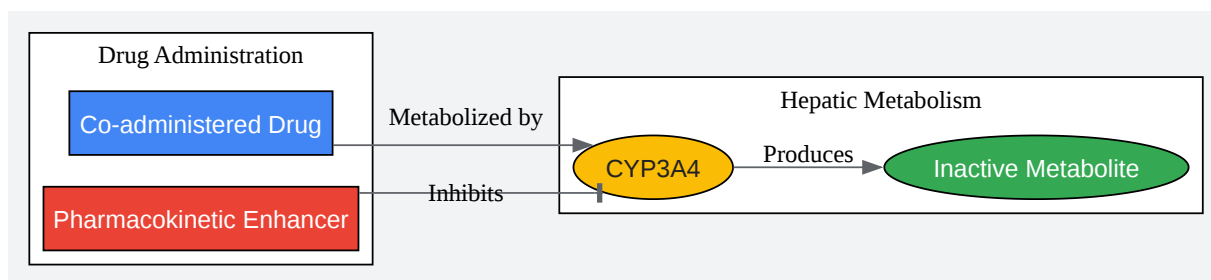 Drug Administration
Co-administered Drug
Pharmacokinetic Enhancer
Metabolized by
Inhibits
Hepatic Metabolism
CYP3A4
Produces
Inactive Metabolite